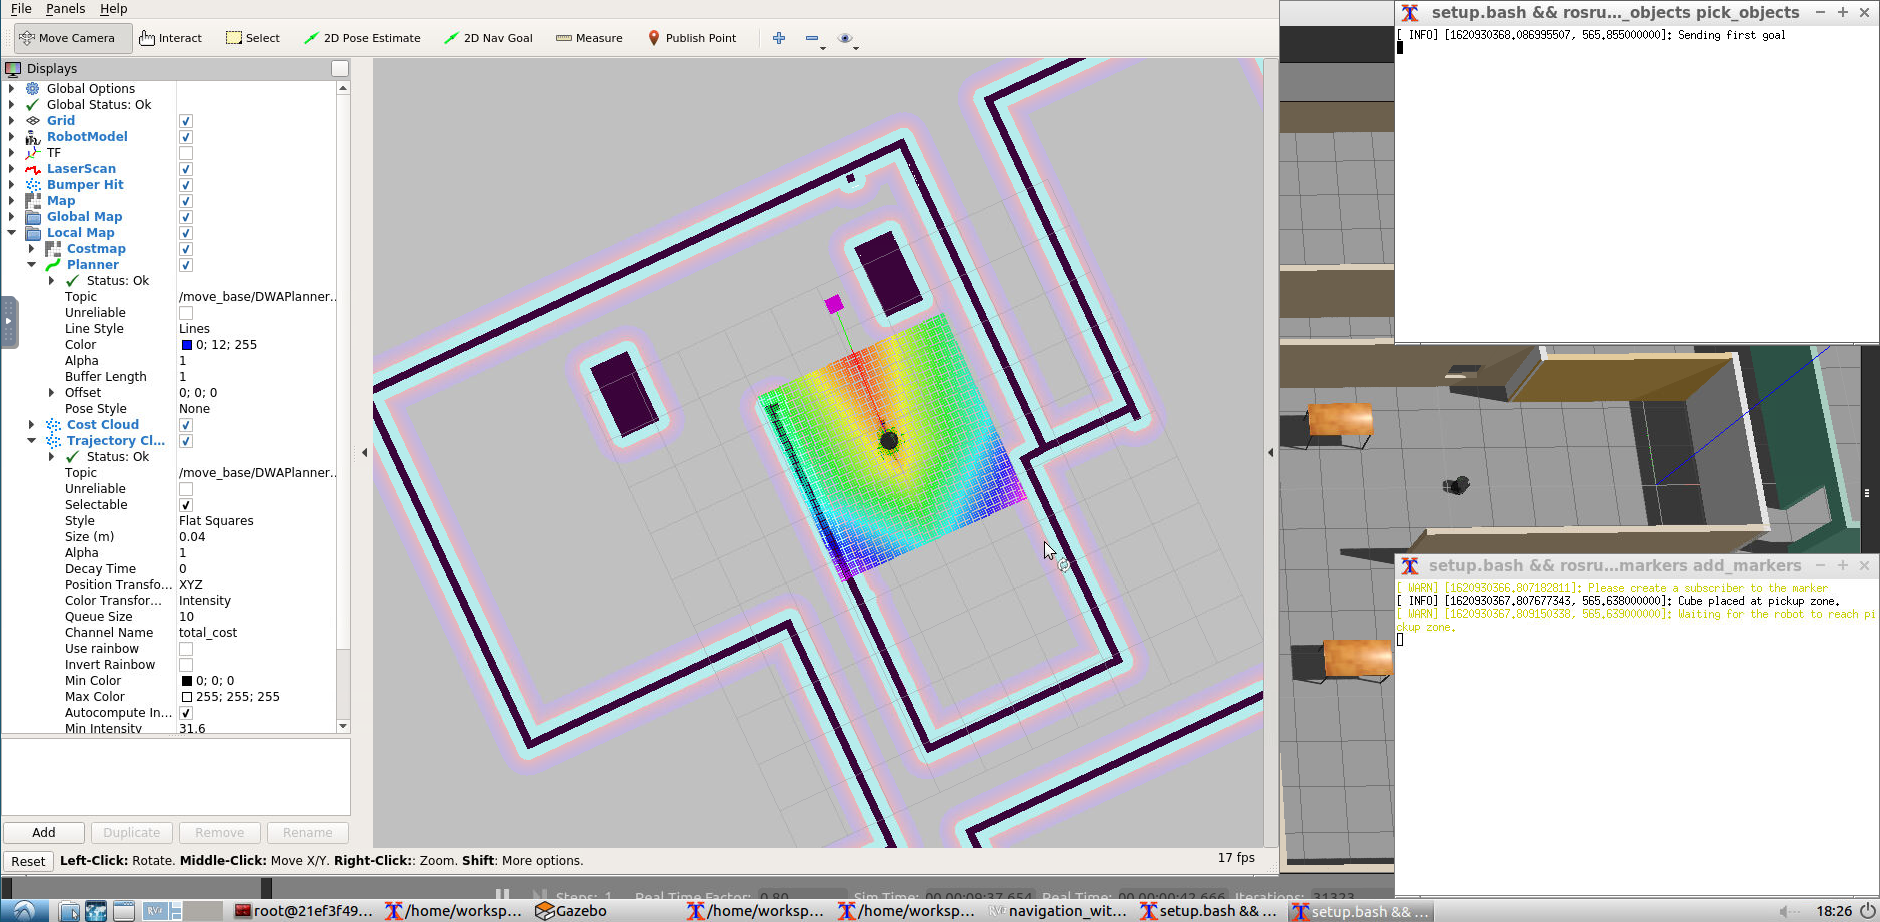 File Panels Help
Move Camera Interact Select 2D Pose Estimate 2D Nav Goal Measure Publish Point
Displays
Global Options
Global Status: Ok
Grid
RobotModel
TF
LaserScan
Bumper Hit
Map
Global Map
Local Map
Costmap
Planner
Status: Ok
Topic /move_base/DWAPlanner..
Unreliable
Line Style Lines
Color 0; 12; 255
Alpha 1
Buffer Length 1
Offset 0; 0; 0
Pose Style None
Cost Cloud
Trajectory Cl...
Status: Ok
Topic /move_base/DWAPlanner..
Unreliable
Selectable
Style Flat Squares
Size (m) 0.04
Alpha 1
Decay Time 0
Position Transfo... XYZ
Color Transfor... Intensity
Queue Size 10
Channel Name total_cost
Use rainbow
Invert Rainbow
Min Color 0; 0; 0
Max Color 255; 255; 255
Autocompute In...
Min Intensity 31.6
Add Duplicate Remove Rename
Reset Left-Click: Rotate. Middle-Click: Move X/Y. Right-Click:: Zoom. Shift: More options. 17 fps
setup.bash && rosru..._objects pick_objects
[ INFO] [1620930368.086995507, 565.855000000]: Sending first goal
setup.bash && rosru...markers add_markers
[ WARN] [1620930366.807182811]: Please create a subscriber to the marker
[ INFO] [1620930367.807677343, 565.638000000]: Cube placed at pickup zone.
[ WARN] [1620930367.809150338, 565.639000000]: Waiting for the robot to reach pi
ckup zone.
Steps: 1 Real Time Factor: 0.80 Sim Time: 00 00:09:37.654 Real Time: 00 00:09:42.666 Iterations: 31323
root@21ef3f49... /home/worksp... Gazebo /home/worksp... /home/worksp... RViz navigation_wit... setup.bash && ... setup.bash && ... 18:26